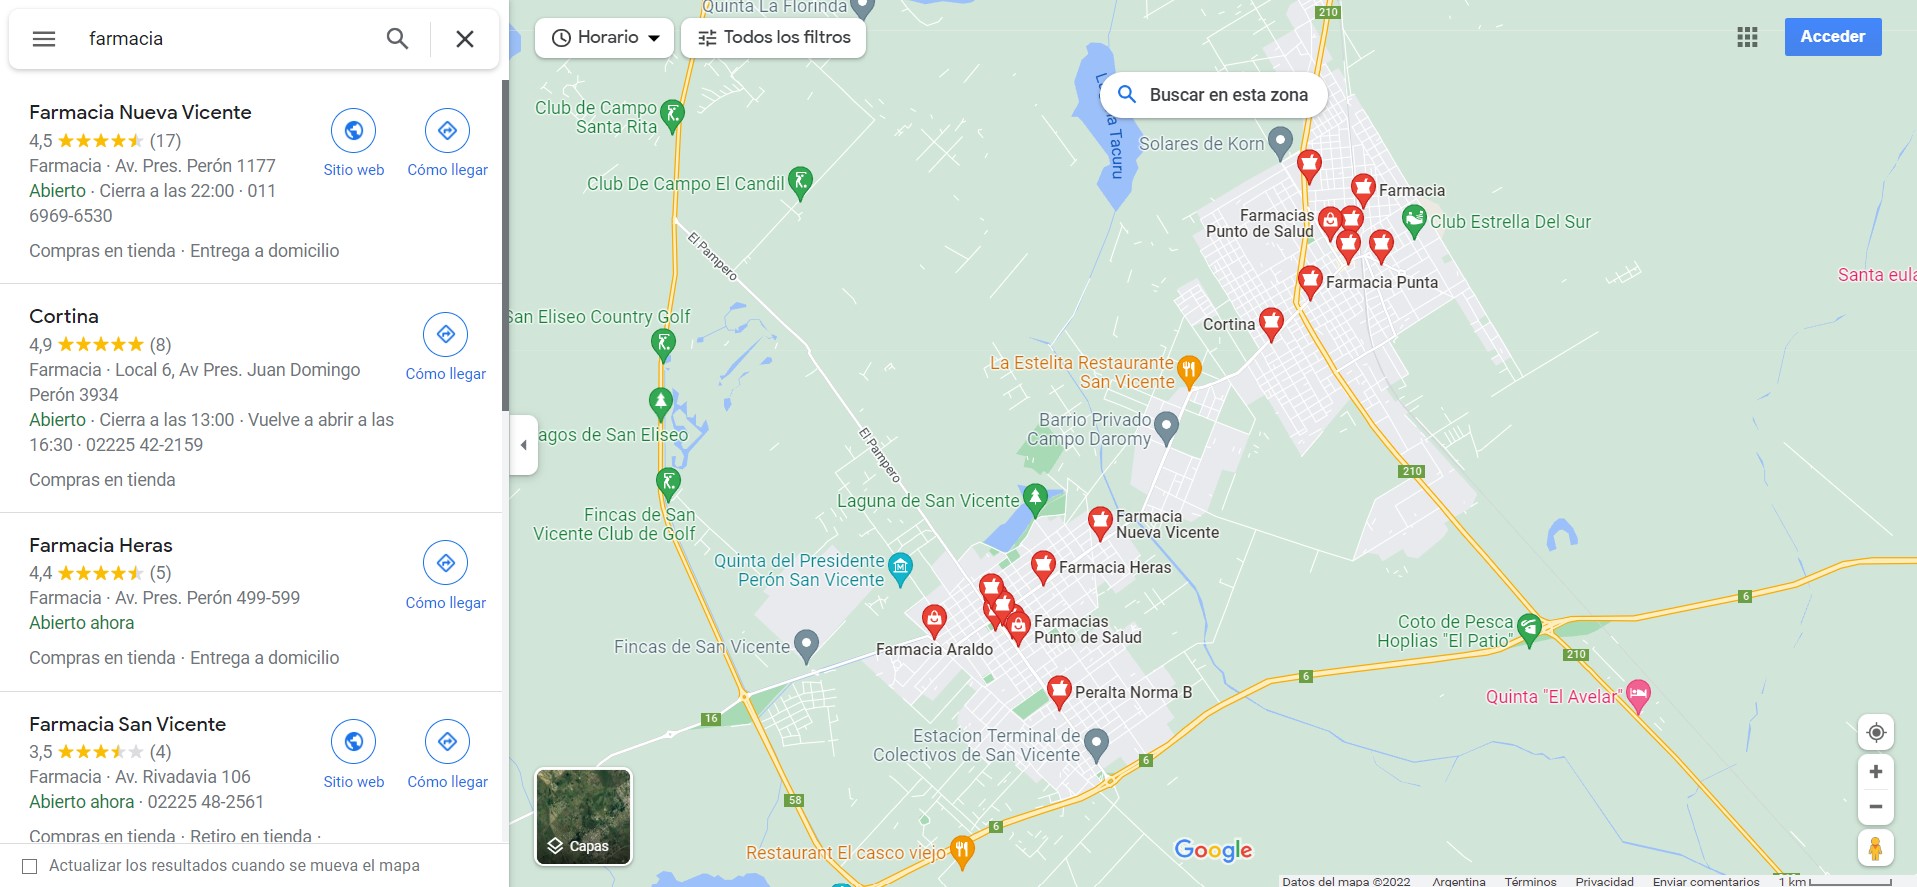 farmacia
Farmacia Nueva Vicente
4,5 (17)
Farmacia · Av. Pres. Perón 1177
Abierto · Cierra a las 22:00 · 011
6969-6530
Compras en tienda · Entrega a domicilio
Sitio web
Cómo llegar
Cortina
4,9 (8)
Farmacia · Local 6, Av Pres. Juan Domingo
Perón 3934
Abierto · Cierra a las 13:00 · Vuelve a abrir a las
16:30 · 02225 42-2159
Compras en tienda
Cómo llegar
Farmacia Heras
4,4 (5)
Farmacia · Av. Pres. Perón 499-599
Abierto ahora
Compras en tienda · Entrega a domicilio
Cómo llegar
Farmacia San Vicente
3,5 (4)
Farmacia · Av. Rivadavia 106
Abierto ahora · 02225 48-2561
Compras en tienda · Retiro en tienda ·
Sitio web
Cómo llegar
Actualizar los resultados cuando se mueva el mapa
Quinta La Florinda
Horario
Todos los filtros
210
Acceder
Buscar en esta zona
Tacuru
Club de Campo
Santa Rita
Solares de Korn
Club De Campo El Candil
Farmacia
Farmacias
Punto de Salud
Club Estrella Del Sur
El Pampero
Farmacia Punta
Santa eula
San Eliseo Country Golf
Cortina
La Estelita Restaurante
San Vicente
Barrio Privado
Campo Daromy
agos de San Eliseo
El Pampero
210
Laguna de San Vicente
Fincas de San
Vicente Club de Golf
Farmacia
Nueva Vicente
Quinta del Presidente
Perón San Vicente
Farmacia Heras
6
Coto de Pesca
Hoplias "El Patio"
Farmacias
Punto de Salud
Fincas de San Vicente
Farmacia Araldo
210
6
Peralta Norma B
Quinta "El Avelar"
16
Estacion Terminal de
Colectivos de San Vicente
6
58
6
Capas
Restaurant El casco viejo
Google
Datos del mapa ©2022
Argentina
Términos
Privacidad
Enviar comentarios
1 km